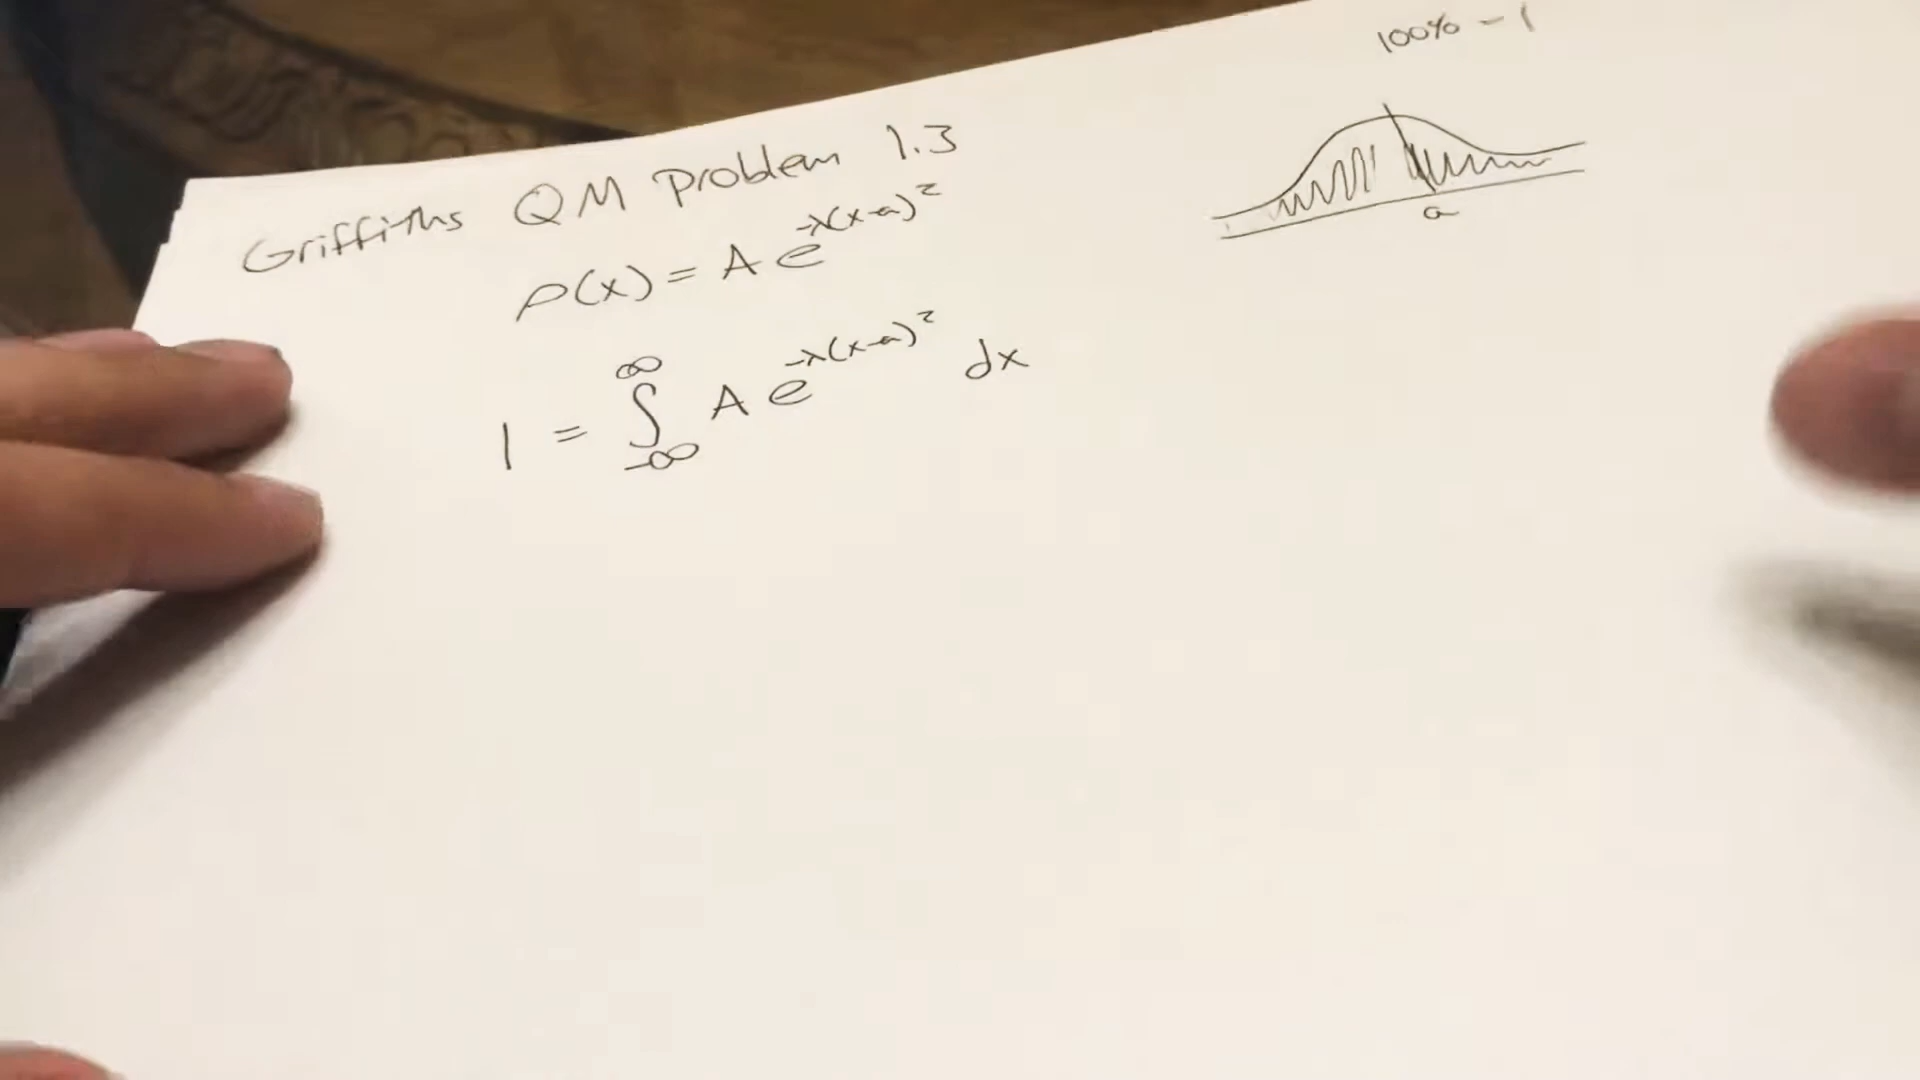 100% - 1
Griffiths QM Problem 1.3
ρ(x) = A e^{-λ(x-a)^2}
1 = ∫_{-∞}^{∞} A e^{-λ(x-a)^2} dx
a